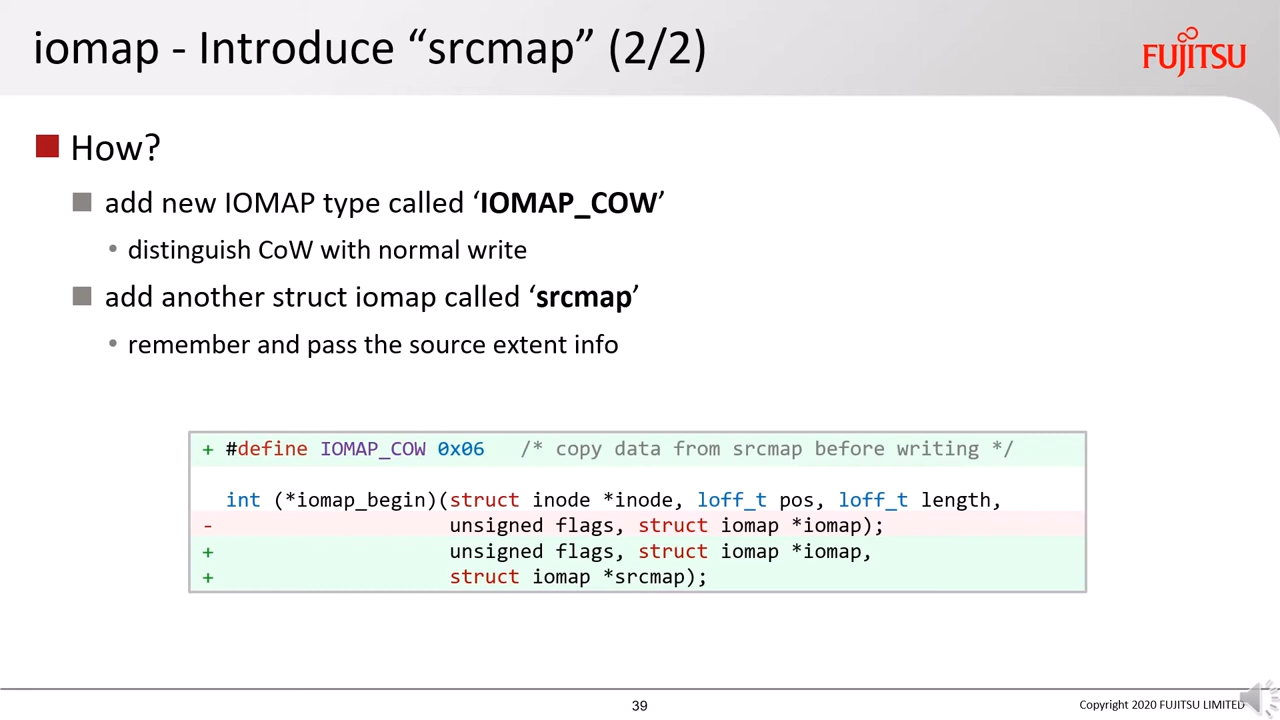 iomap - Introduce “srcmap” (2/2)
FUJITSU
How?
add new IOMAP type called ‘IOMAP_COW’
• distinguish CoW with normal write
add another struct iomap called ‘srcmap’
• remember and pass the source extent info
+ #define IOMAP_COW 0x06 /* copy data from srcmap before writing */
int (*iomap_begin)(struct inode *inode, loff_t pos, loff_t length,
- unsigned flags, struct iomap *iomap);
+ unsigned flags, struct iomap *iomap,
+ struct iomap *srcmap);
39
Copyright 2020 FUJITSU LIMITED